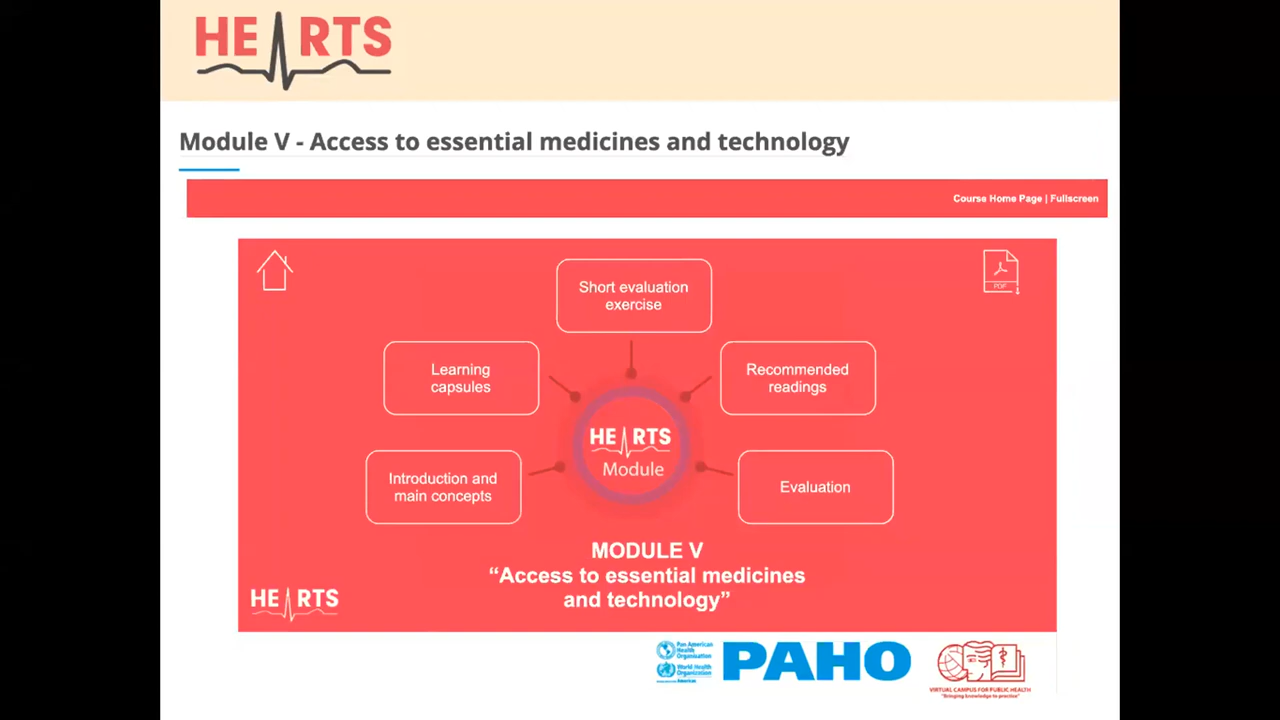 HEARTS
Module V - Access to essential medicines and technology
Course Home Page | Fullscreen
PDF
Short evaluation
exercise
Learning
capsules
Recommended
readings
HEARTS
Module
Introduction and
main concepts
Evaluation
MODULE V
“Access to essential medicines
and technology”
HEARTS
Pan American
Health
Organization
World Health
Organization
Americas
PAHO
VIRTUAL CAMPUS FOR PUBLIC HEALTH
"Bringing knowledge to practice"